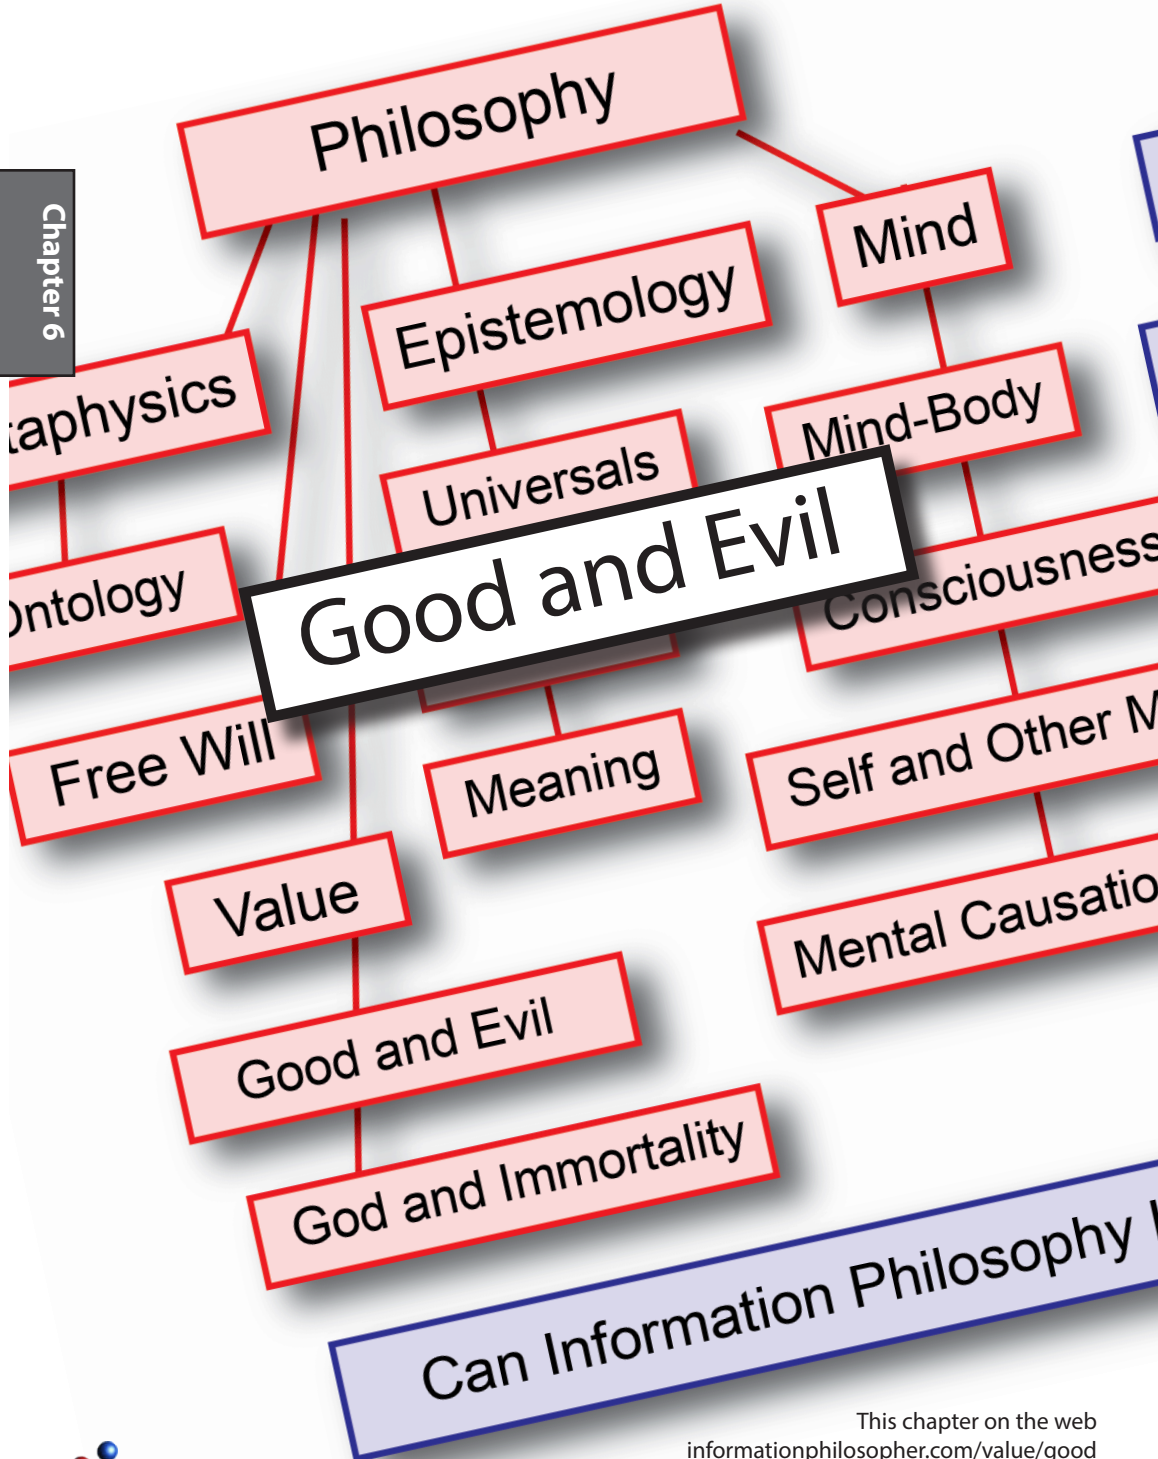 Chapter 6
Philosophy
Mind
Epistemology
taphysics
Mind-Body
Universals
Good and Evil
Ontology
Consciousness
Free Will
Meaning
Self and Other M
Value
Mental Causatio
Good and Evil
God and Immortality
Can Information Philosophy
This chapter on the web
informationphilosopher.com/value/good